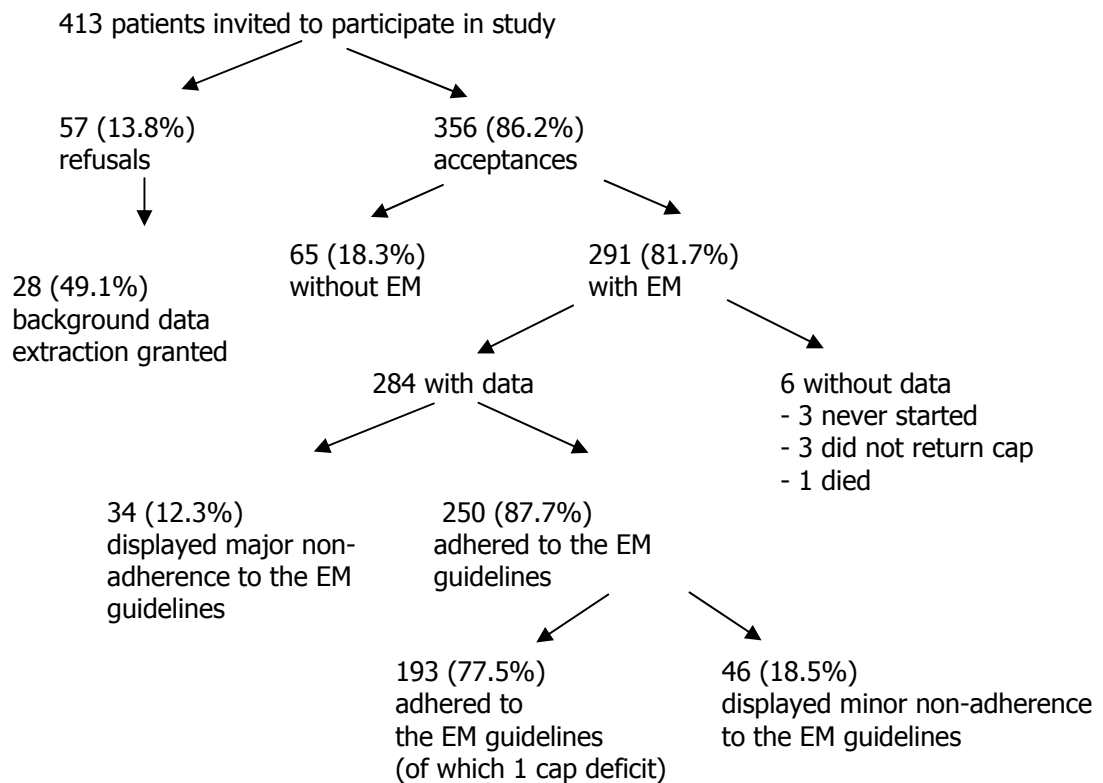 413 patients invited to participate in study
57 (13.8%)
refusals
356 (86.2%)
acceptances
28 (49.1%)
background data
extraction granted
65 (18.3%)
without EM
291 (81.7%)
with EM
284 with data
6 without data
- 3 never started
- 3 did not return cap
- 1 died
34 (12.3%)
displayed major non-
adherence to the EM
guidelines
250 (87.7%)
adhered to the EM
guidelines
193 (77.5%)
adhered to
the EM guidelines
(of which 1 cap deficit)
46 (18.5%)
displayed minor non-adherence
to the EM guidelines